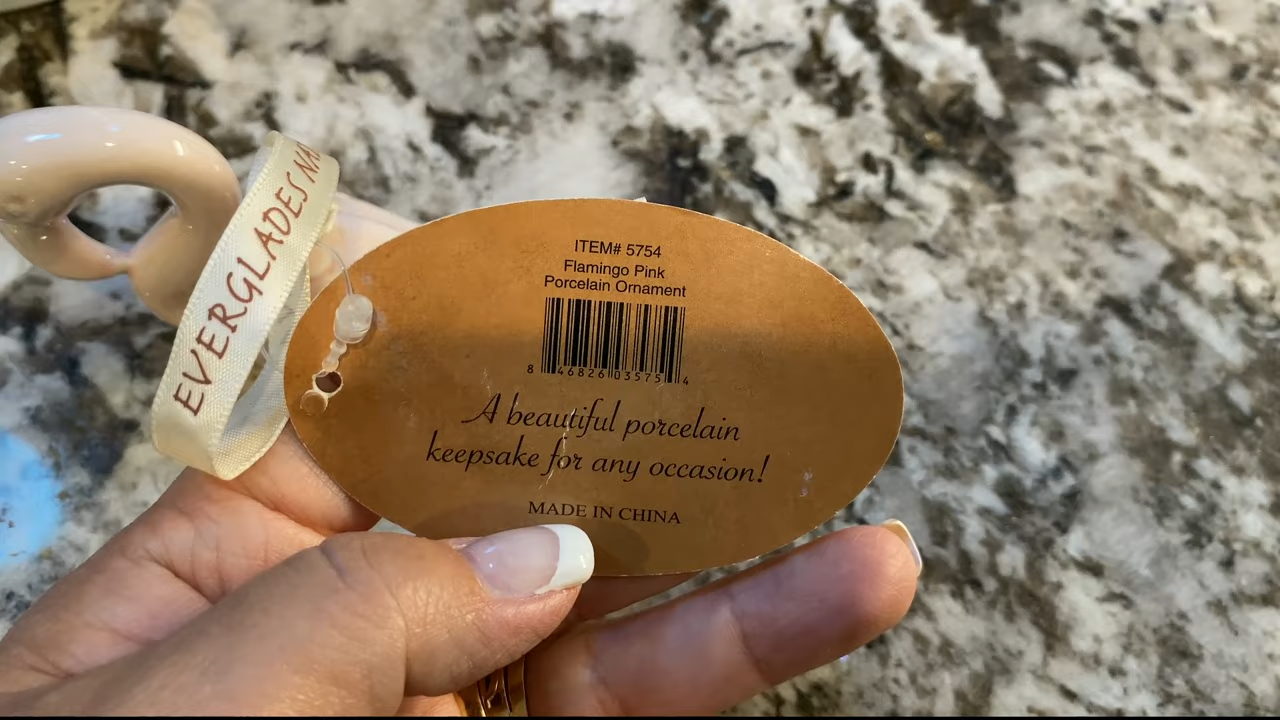 EVERGLADES
ITEM# 5754
Flamingo Pink
Porcelain Ornament
8 46826 03575 4
A beautiful porcelain
keepsake for any occasion!
MADE IN CHINA